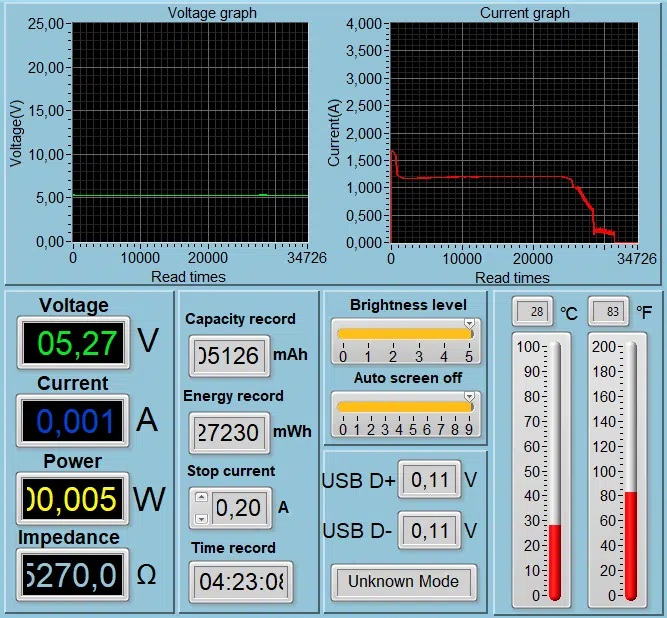 Voltage graph
25,00
20,00
15,00
10,00
5,00
0,00
Voltage(V)
0 10000 20000 34726
Read times
Current graph
4,000
3,500
3,000
2,500
2,000
1,500
1,000
0,500
0,000
Current(A)
0 10000 20000 34726
Read times
Voltage
05,27 V
Current
0,001 A
Power
00,005 W
Impedance
5270,0 Ω
Capacity record
05126 mAh
Energy record
27230 mWh
Stop current
0,20 A
Time record
04:23:08
Brightness level
0 1 2 3 4 5
Auto screen off
0 1 2 3 4 5 6 7 8 9
USB D+ 0,11 V
USB D- 0,11 V
Unknown Mode
28 °C
100
90
80
70
60
50
40
30
20
10
0
83 °F
200
180
160
140
120
100
80
60
40
20
0